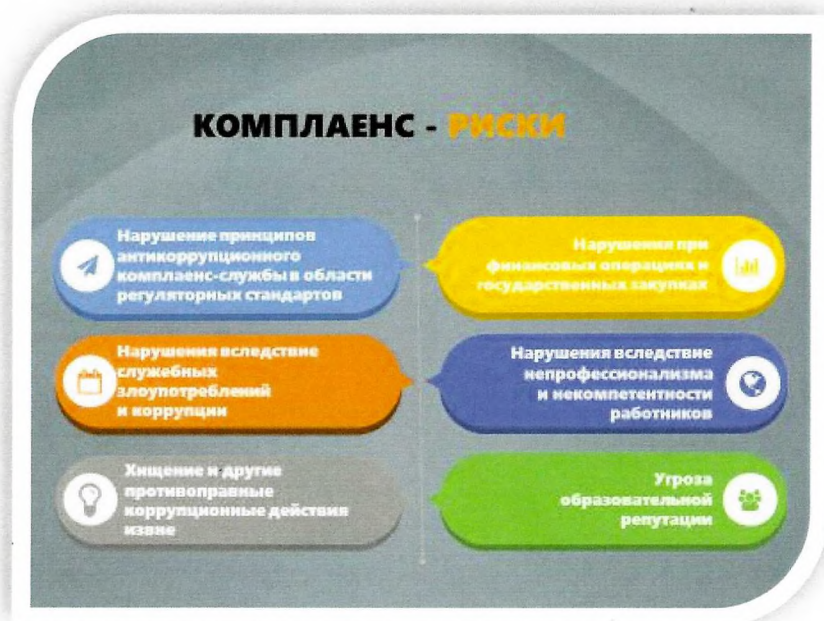 КОМПЛАЕНС - РИСКИ
Нарушение принципов
антикоррупционного
комплаенс-службы в области
регуляторных стандартов
Нарушения при
финансовых операциях и
государственных закупках
Нарушения вследствие
служебных
злоупотреблений
и коррупции
Нарушения вследствие
непрофессионализма
и некомпетентности
работников
Хищение и другие
противоправные
коррупционные действия
извне
Угроза
образовательной
репутации